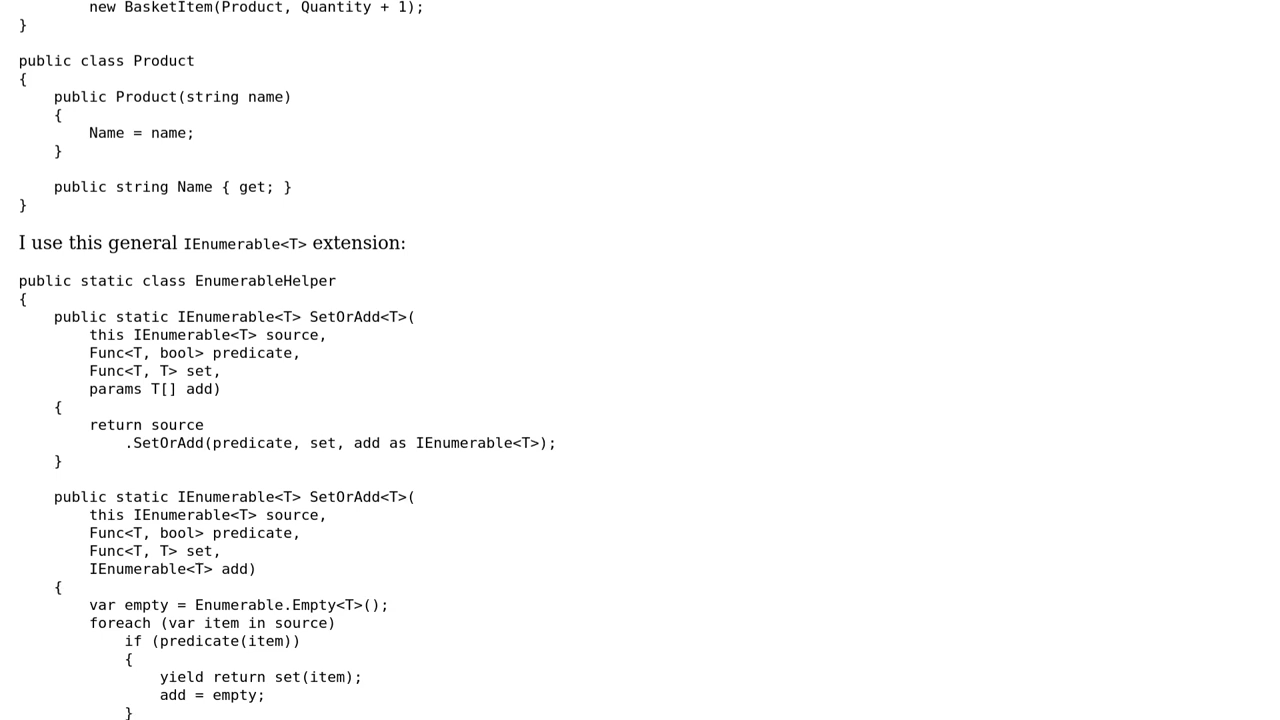 new BasketItem(Product, Quantity + 1);
}

public class Product
{
    public Product(string name)
    {
        Name = name;
    }

    public string Name { get; }
}
I use this general IEnumerable<T> extension:
public static class EnumerableHelper
{
    public static IEnumerable<T> SetOrAdd<T>(
        this IEnumerable<T> source,
        Func<T, bool> predicate,
        Func<T, T> set,
        params T[] add)
    {
        return source
            .SetOrAdd(predicate, set, add as IEnumerable<T>);
    }

    public static IEnumerable<T> SetOrAdd<T>(
        this IEnumerable<T> source,
        Func<T, bool> predicate,
        Func<T, T> set,
        IEnumerable<T> add)
    {
        var empty = Enumerable.Empty<T>();
        foreach (var item in source)
            if (predicate(item))
            {
                yield return set(item);
                add = empty;
            }